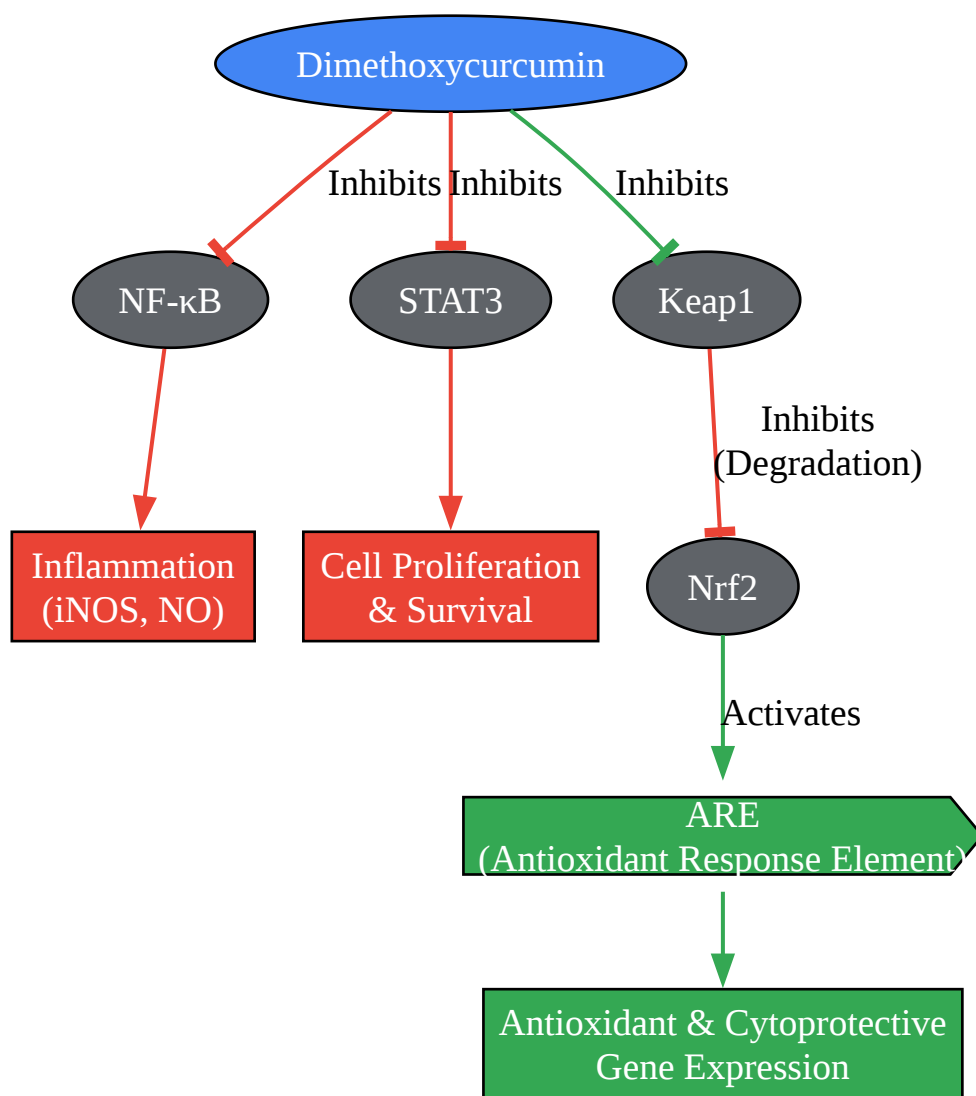 Dimethoxycurcumin
Inhibits
Inhibits
Inhibits
NF-κB
STAT3
Keap1
Inhibits
(Degradation)
Inflammation
(iNOS, NO)
Cell Proliferation
& Survival
Nrf2
Activates
ARE
(Antioxidant Response Element)
Antioxidant & Cytoprotective
Gene Expression